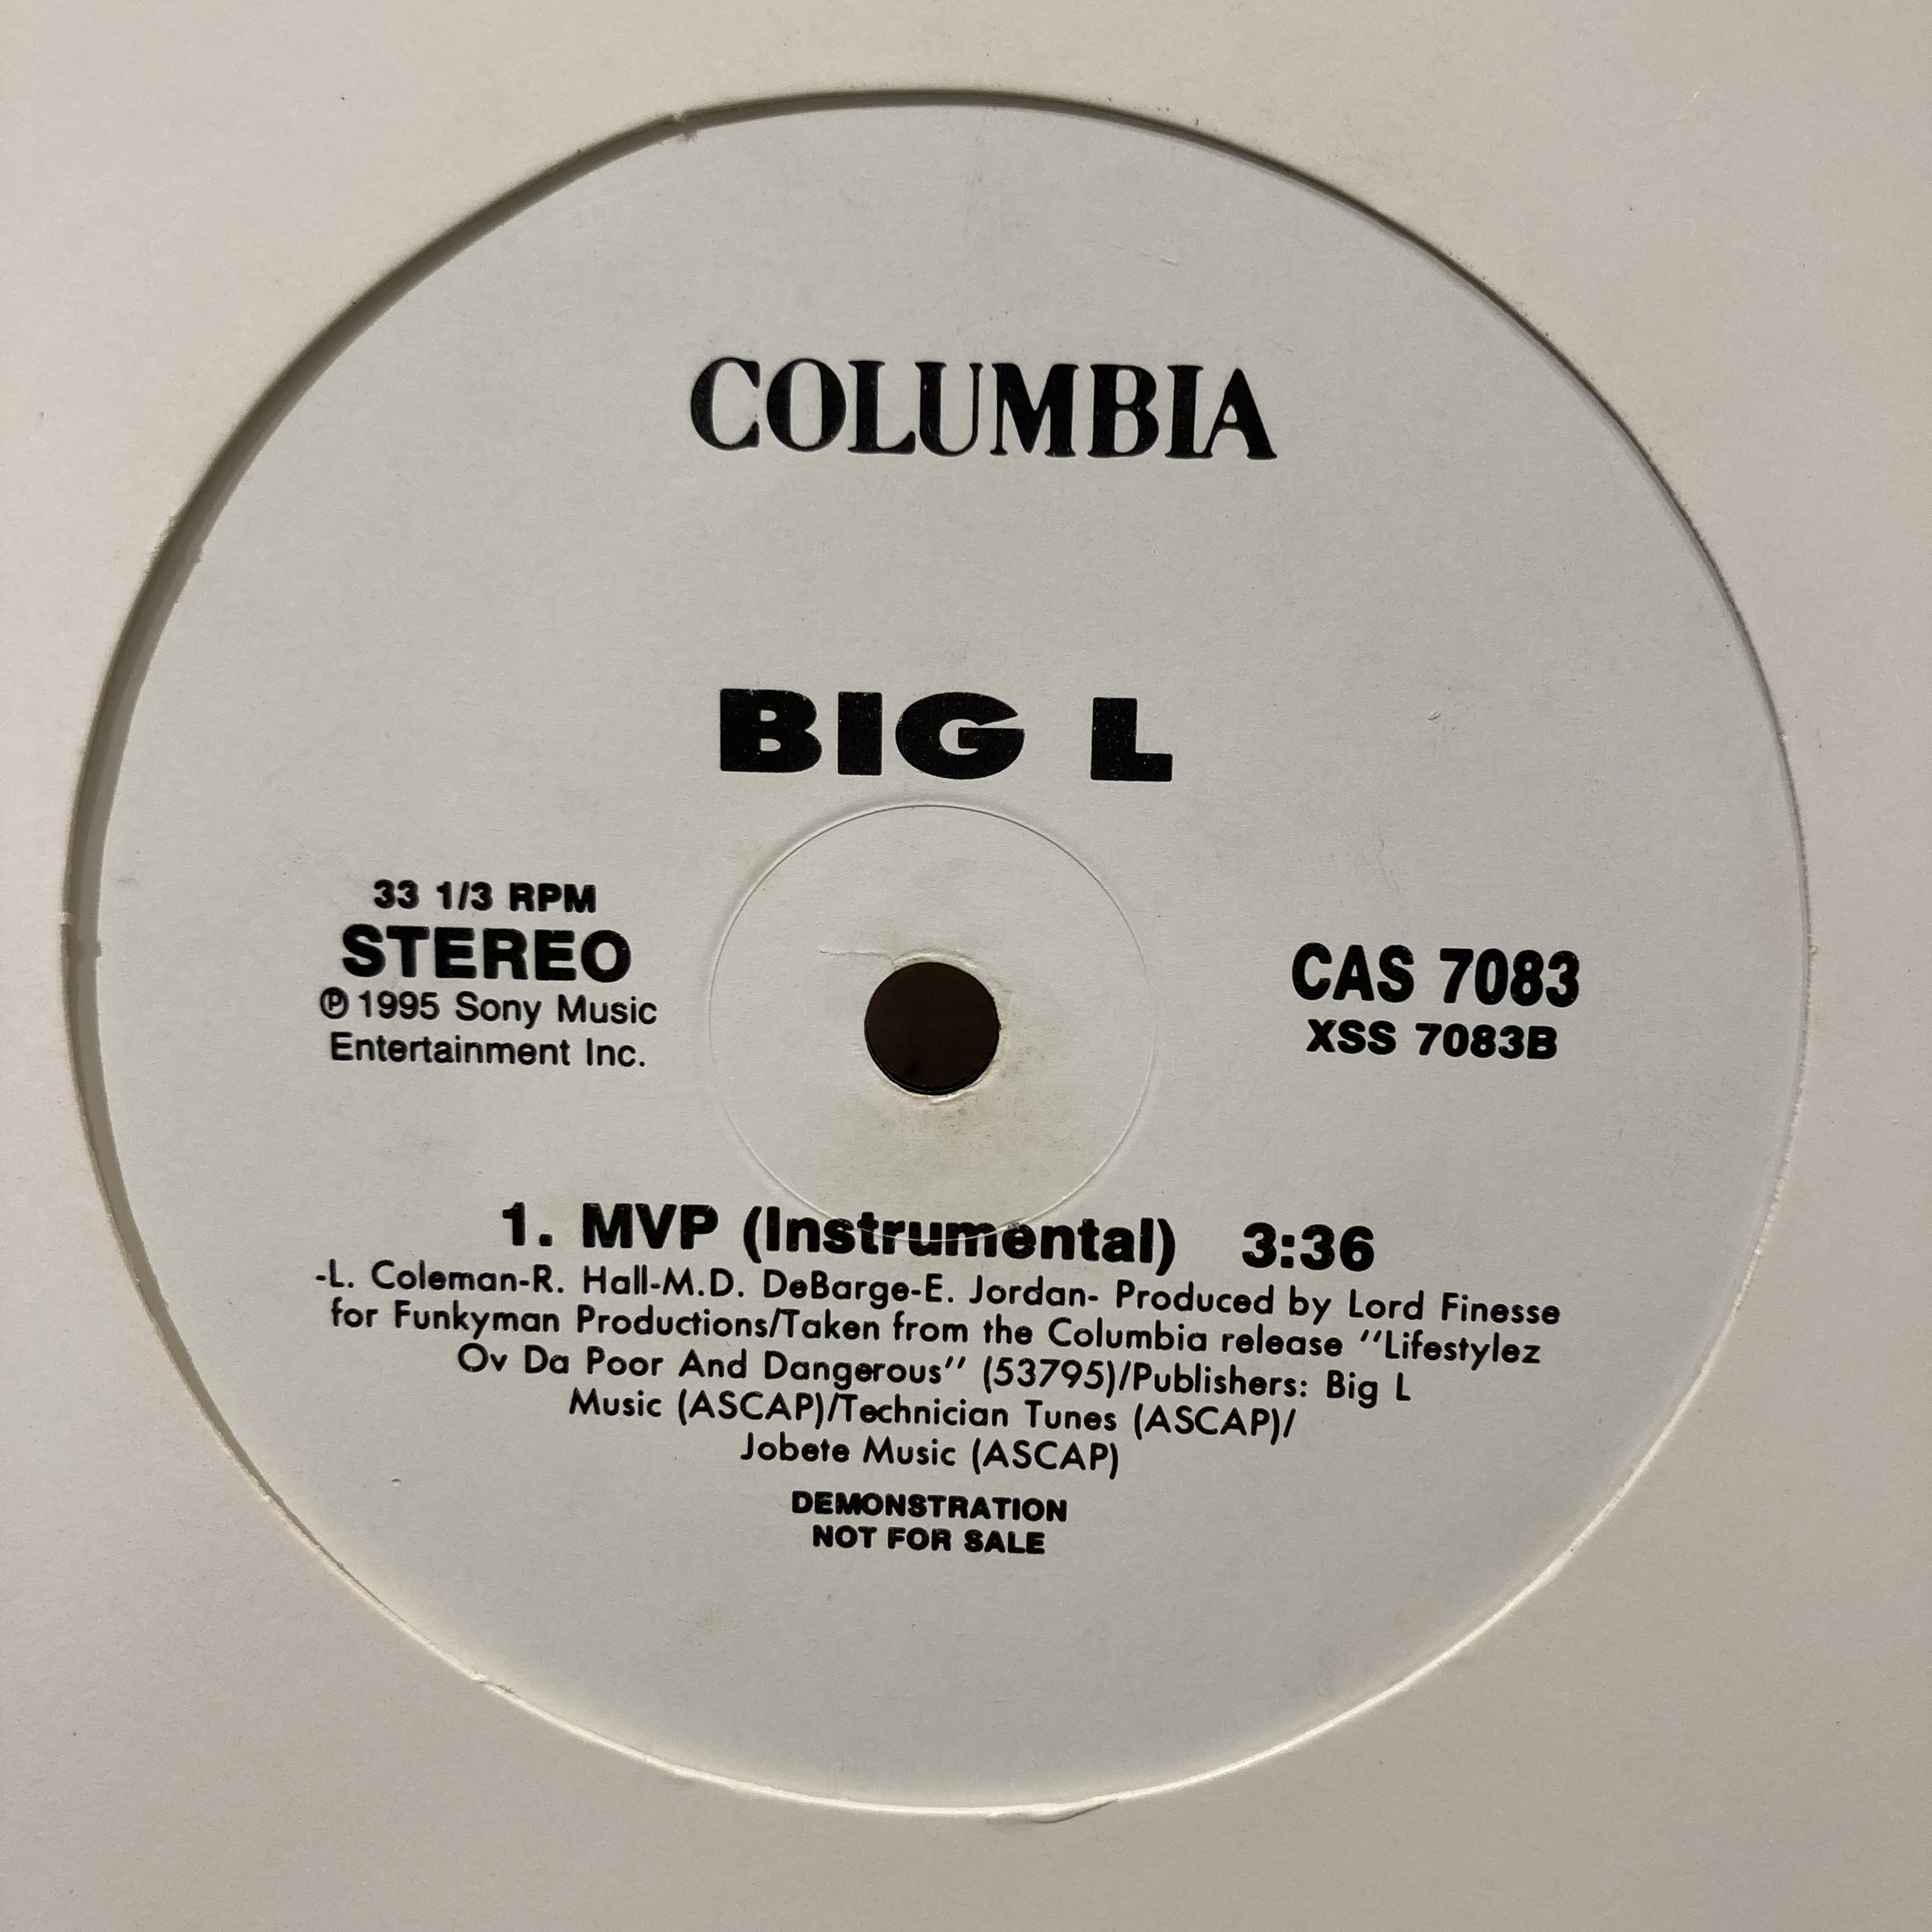 COLUMBIA
BIG L
33 1/3 RPM
STEREO
℗ 1995 Sony Music
Entertainment Inc.
CAS 7083
XSS 7083B
1. MVP (Instrumental) 3:36
-L. Coleman-R. Hall-M.D. DeBarge-E. Jordan- Produced by Lord Finesse
for Funkyman Productions/Taken from the Columbia release "Lifestylez
Ov Da Poor And Dangerous" (53795)/Publishers: Big L
Music (ASCAP)/Technician Tunes (ASCAP)/
Jobete Music (ASCAP)
DEMONSTRATION
NOT FOR SALE